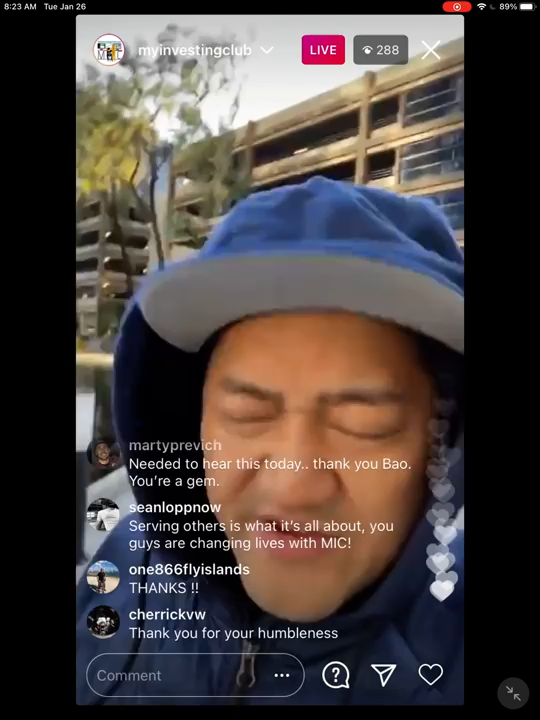 8:23 AM Tue Jan 26
89%
myinvestingclub
LIVE
288
martyprevich
Needed to hear this today.. thank you Bao.
You're a gem.
seanloppnow
Serving others is what it's all about, you
guys are changing lives with MIC!
one866flyislands
THANKS !!
cherrickvw
Thank you for your humbleness
Comment